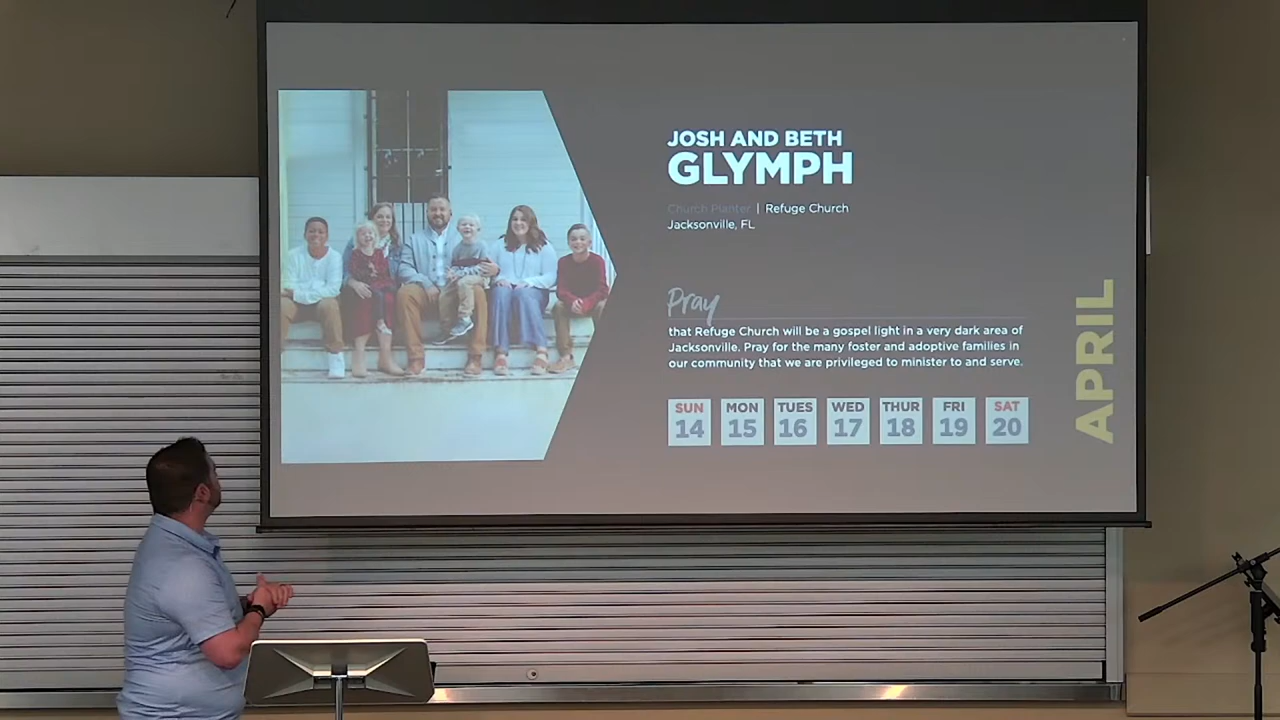 JOSH AND BETH
GLYMPH
Church Planter | Refuge Church
Jacksonville, FL
Pray
that Refuge Church will be a gospel light in a very dark area of
Jacksonville. Pray for the many foster and adoptive families in
our community that we are privileged to minister to and serve.
SUN MON TUES WED THUR FRI SAT
14 15 16 17 18 19 20
APRIL